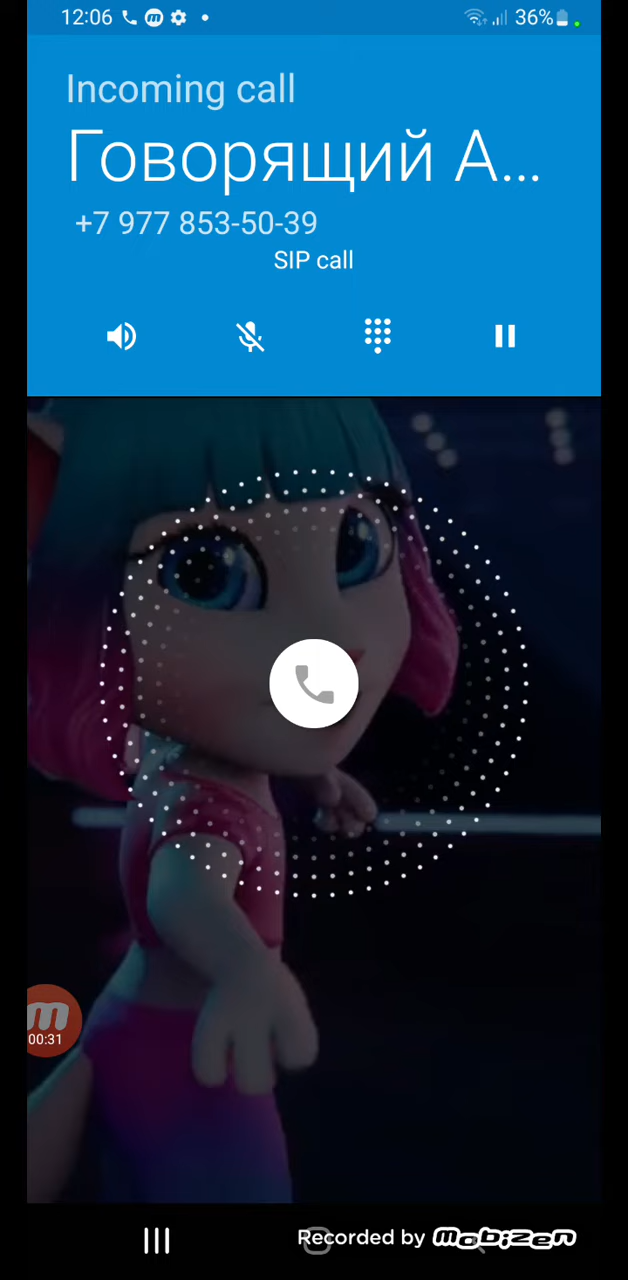 12:06 36%
Incoming call
Говорящий А...
+7 977 853-50-39
SIP call
00:31
Recorded by mobizen